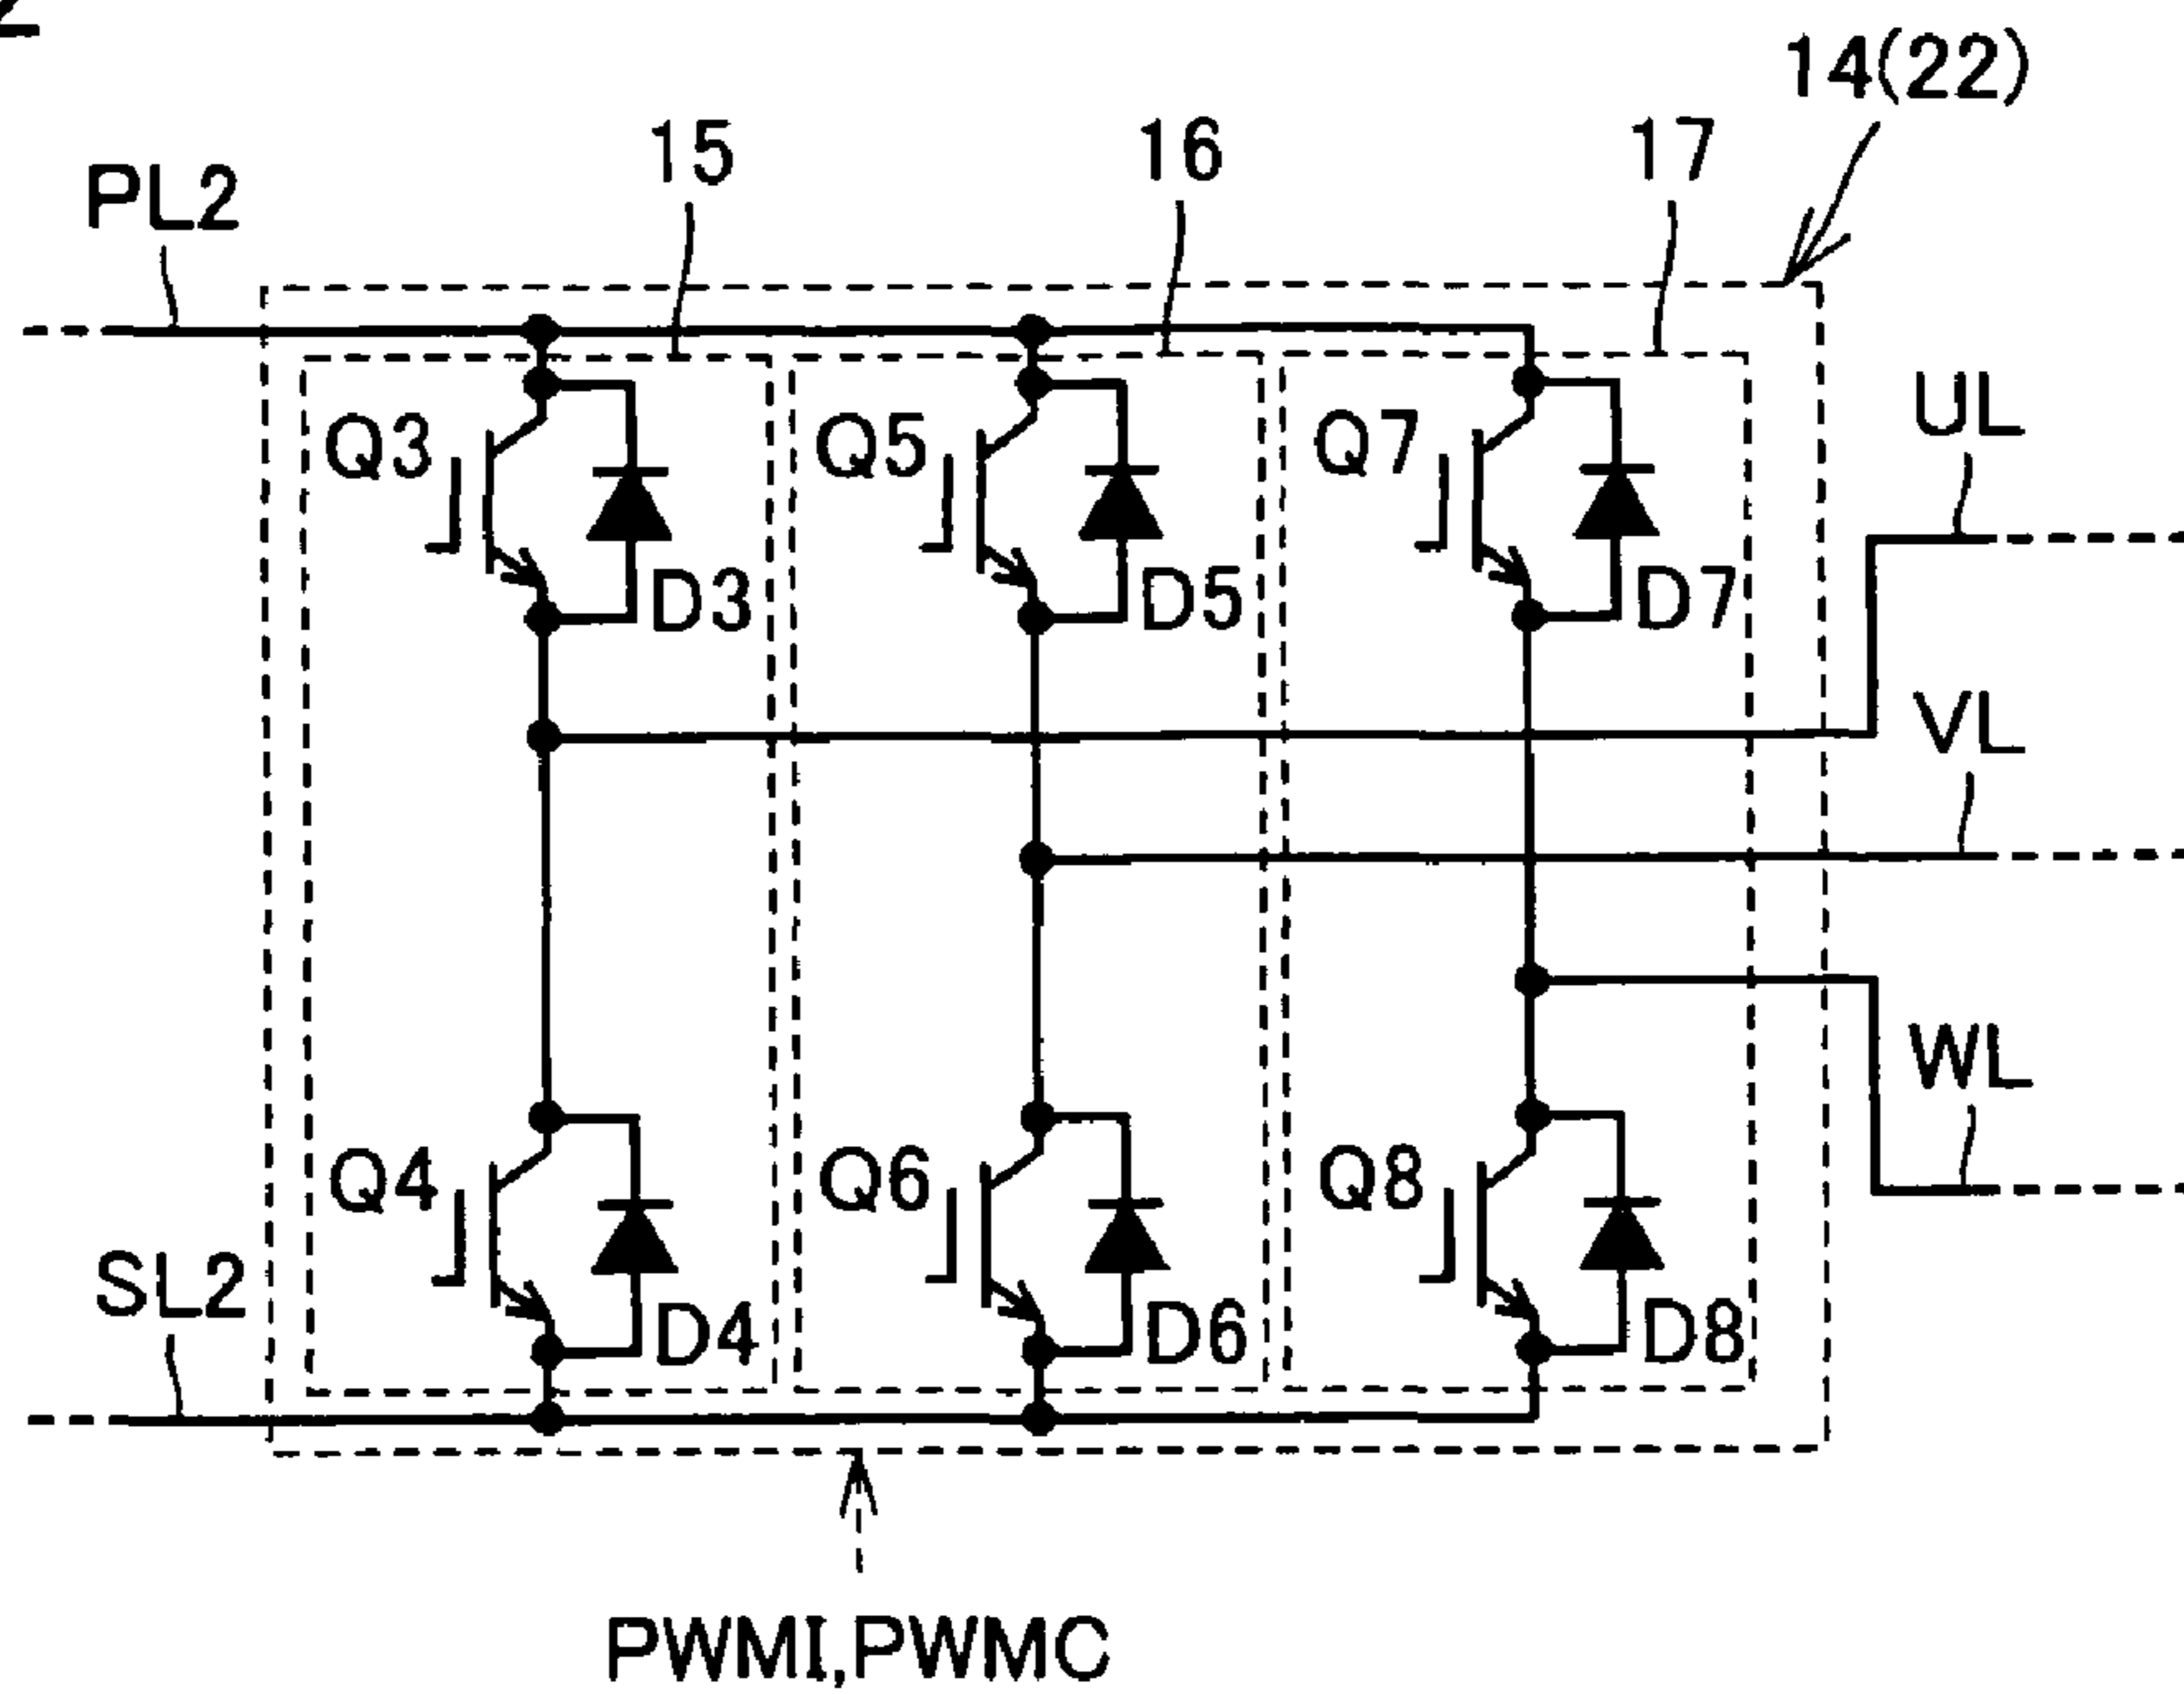 14(22)
15
16
17
PL2
Q3
Q5
Q7
UL
D3
D5
D7
VL
WL
Q4
Q6
Q8
SL2
D4
D6
D8
PWMI,PWMC